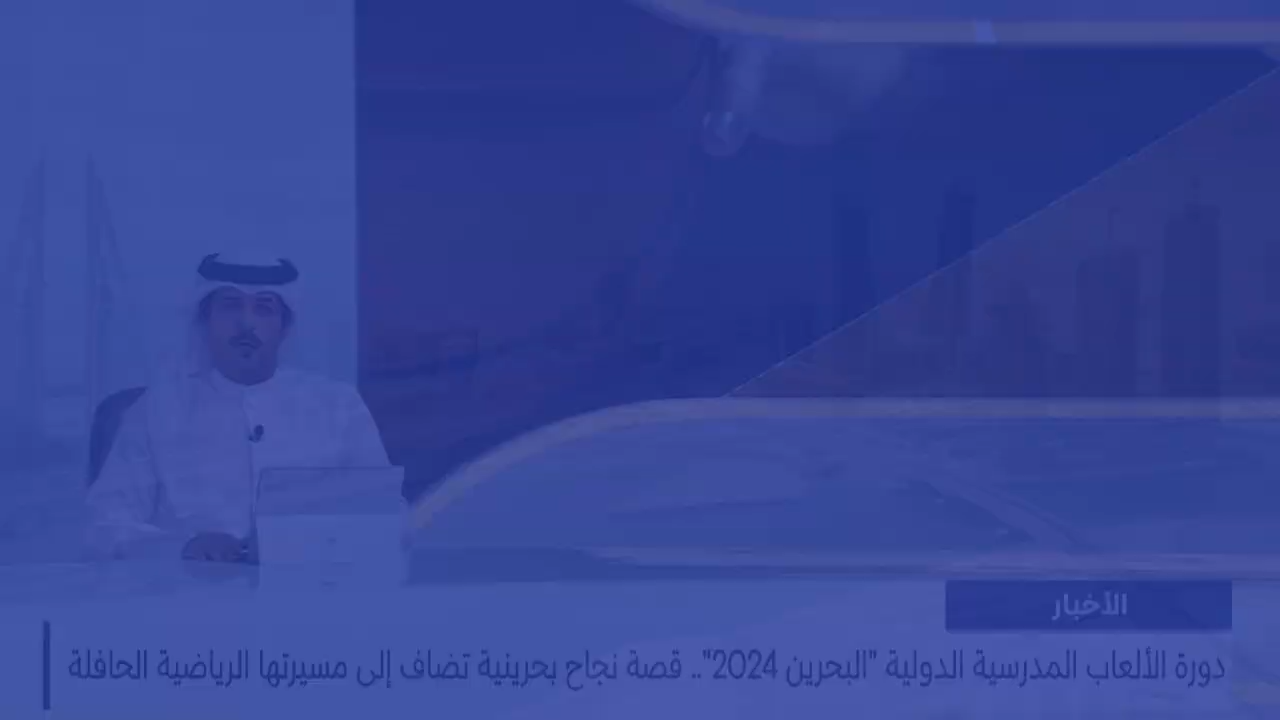 الأخبار
دورة الألعاب المدرسية الدولية "البحرين 2024".. قصة نجاح بحرينية تضاف إلى مسيرتها الرياضية الحافلة